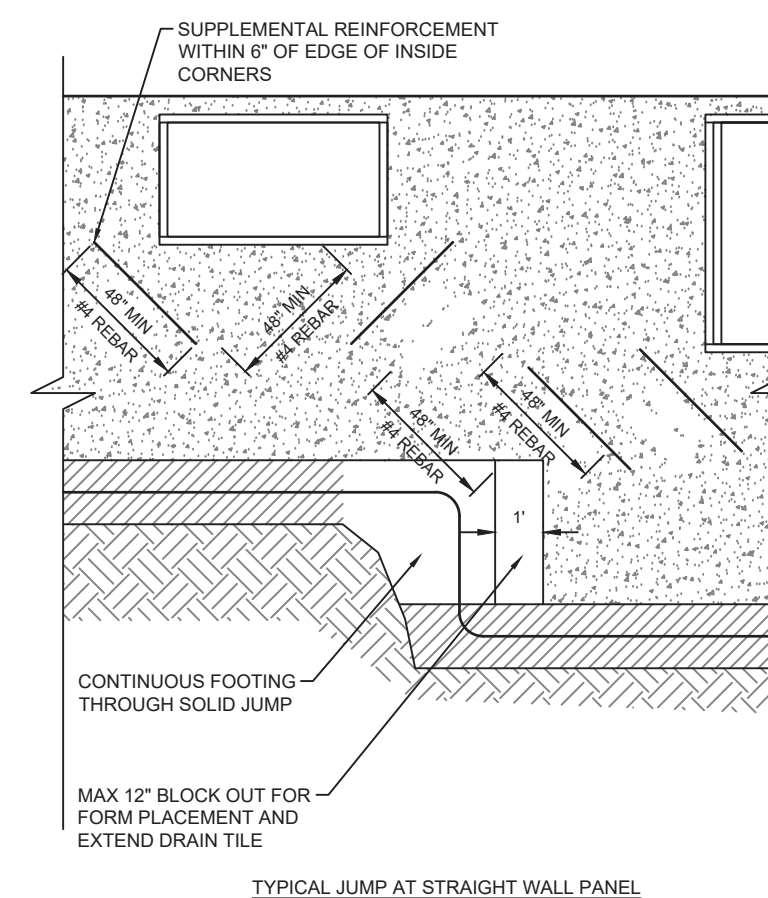 SUPPLEMENTAL REINFORCEMENT
WITHIN 6" OF EDGE OF INSIDE
CORNERS
48" MIN
#4 REBAR
48" MIN
#4 REBAR
48" MIN
#4 REBAR
48" MIN
#4 REBAR
1'
CONTINUOUS FOOTING
THROUGH SOLID JUMP
MAX 12" BLOCK OUT FOR
FORM PLACEMENT AND
EXTEND DRAIN TILE
TYPICAL JUMP AT STRAIGHT WALL PANEL